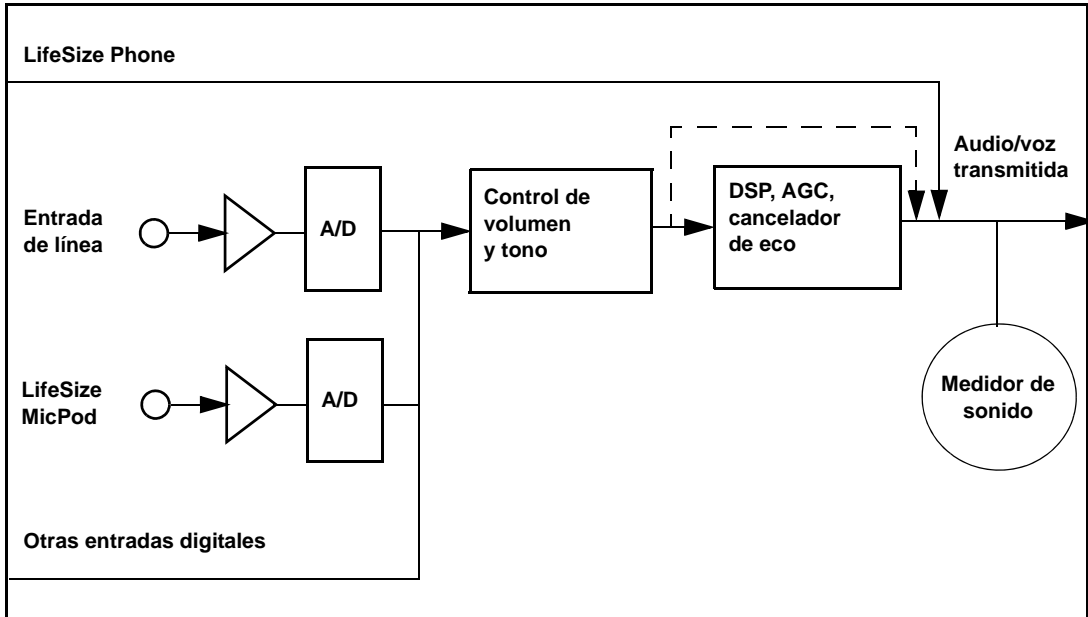 LifeSize Phone
Audio/voz
transmitida
Entrada
de línea
A/D
Control de
volumen
y tono
DSP, AGC,
cancelador
de eco
LifeSize
MicPod
A/D
Medidor de
sonido
Otras entradas digitales